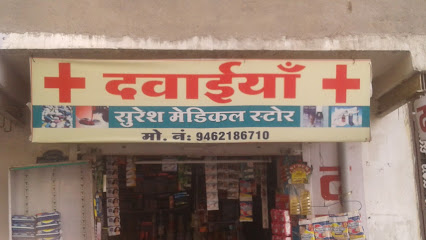 दवाईयाँ
सुरेश मेडिकल स्टोर
मो. नं: 9462186710